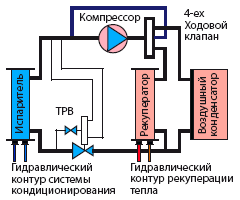 Компрессор
4-ех
Ходовой
клапан
Испаритель
ТРВ
Рекуператор
Воздушный
конденсатор
Гидравлический
контур системы
кондиционирования
Гидравлический
контур рекуперации
тепла